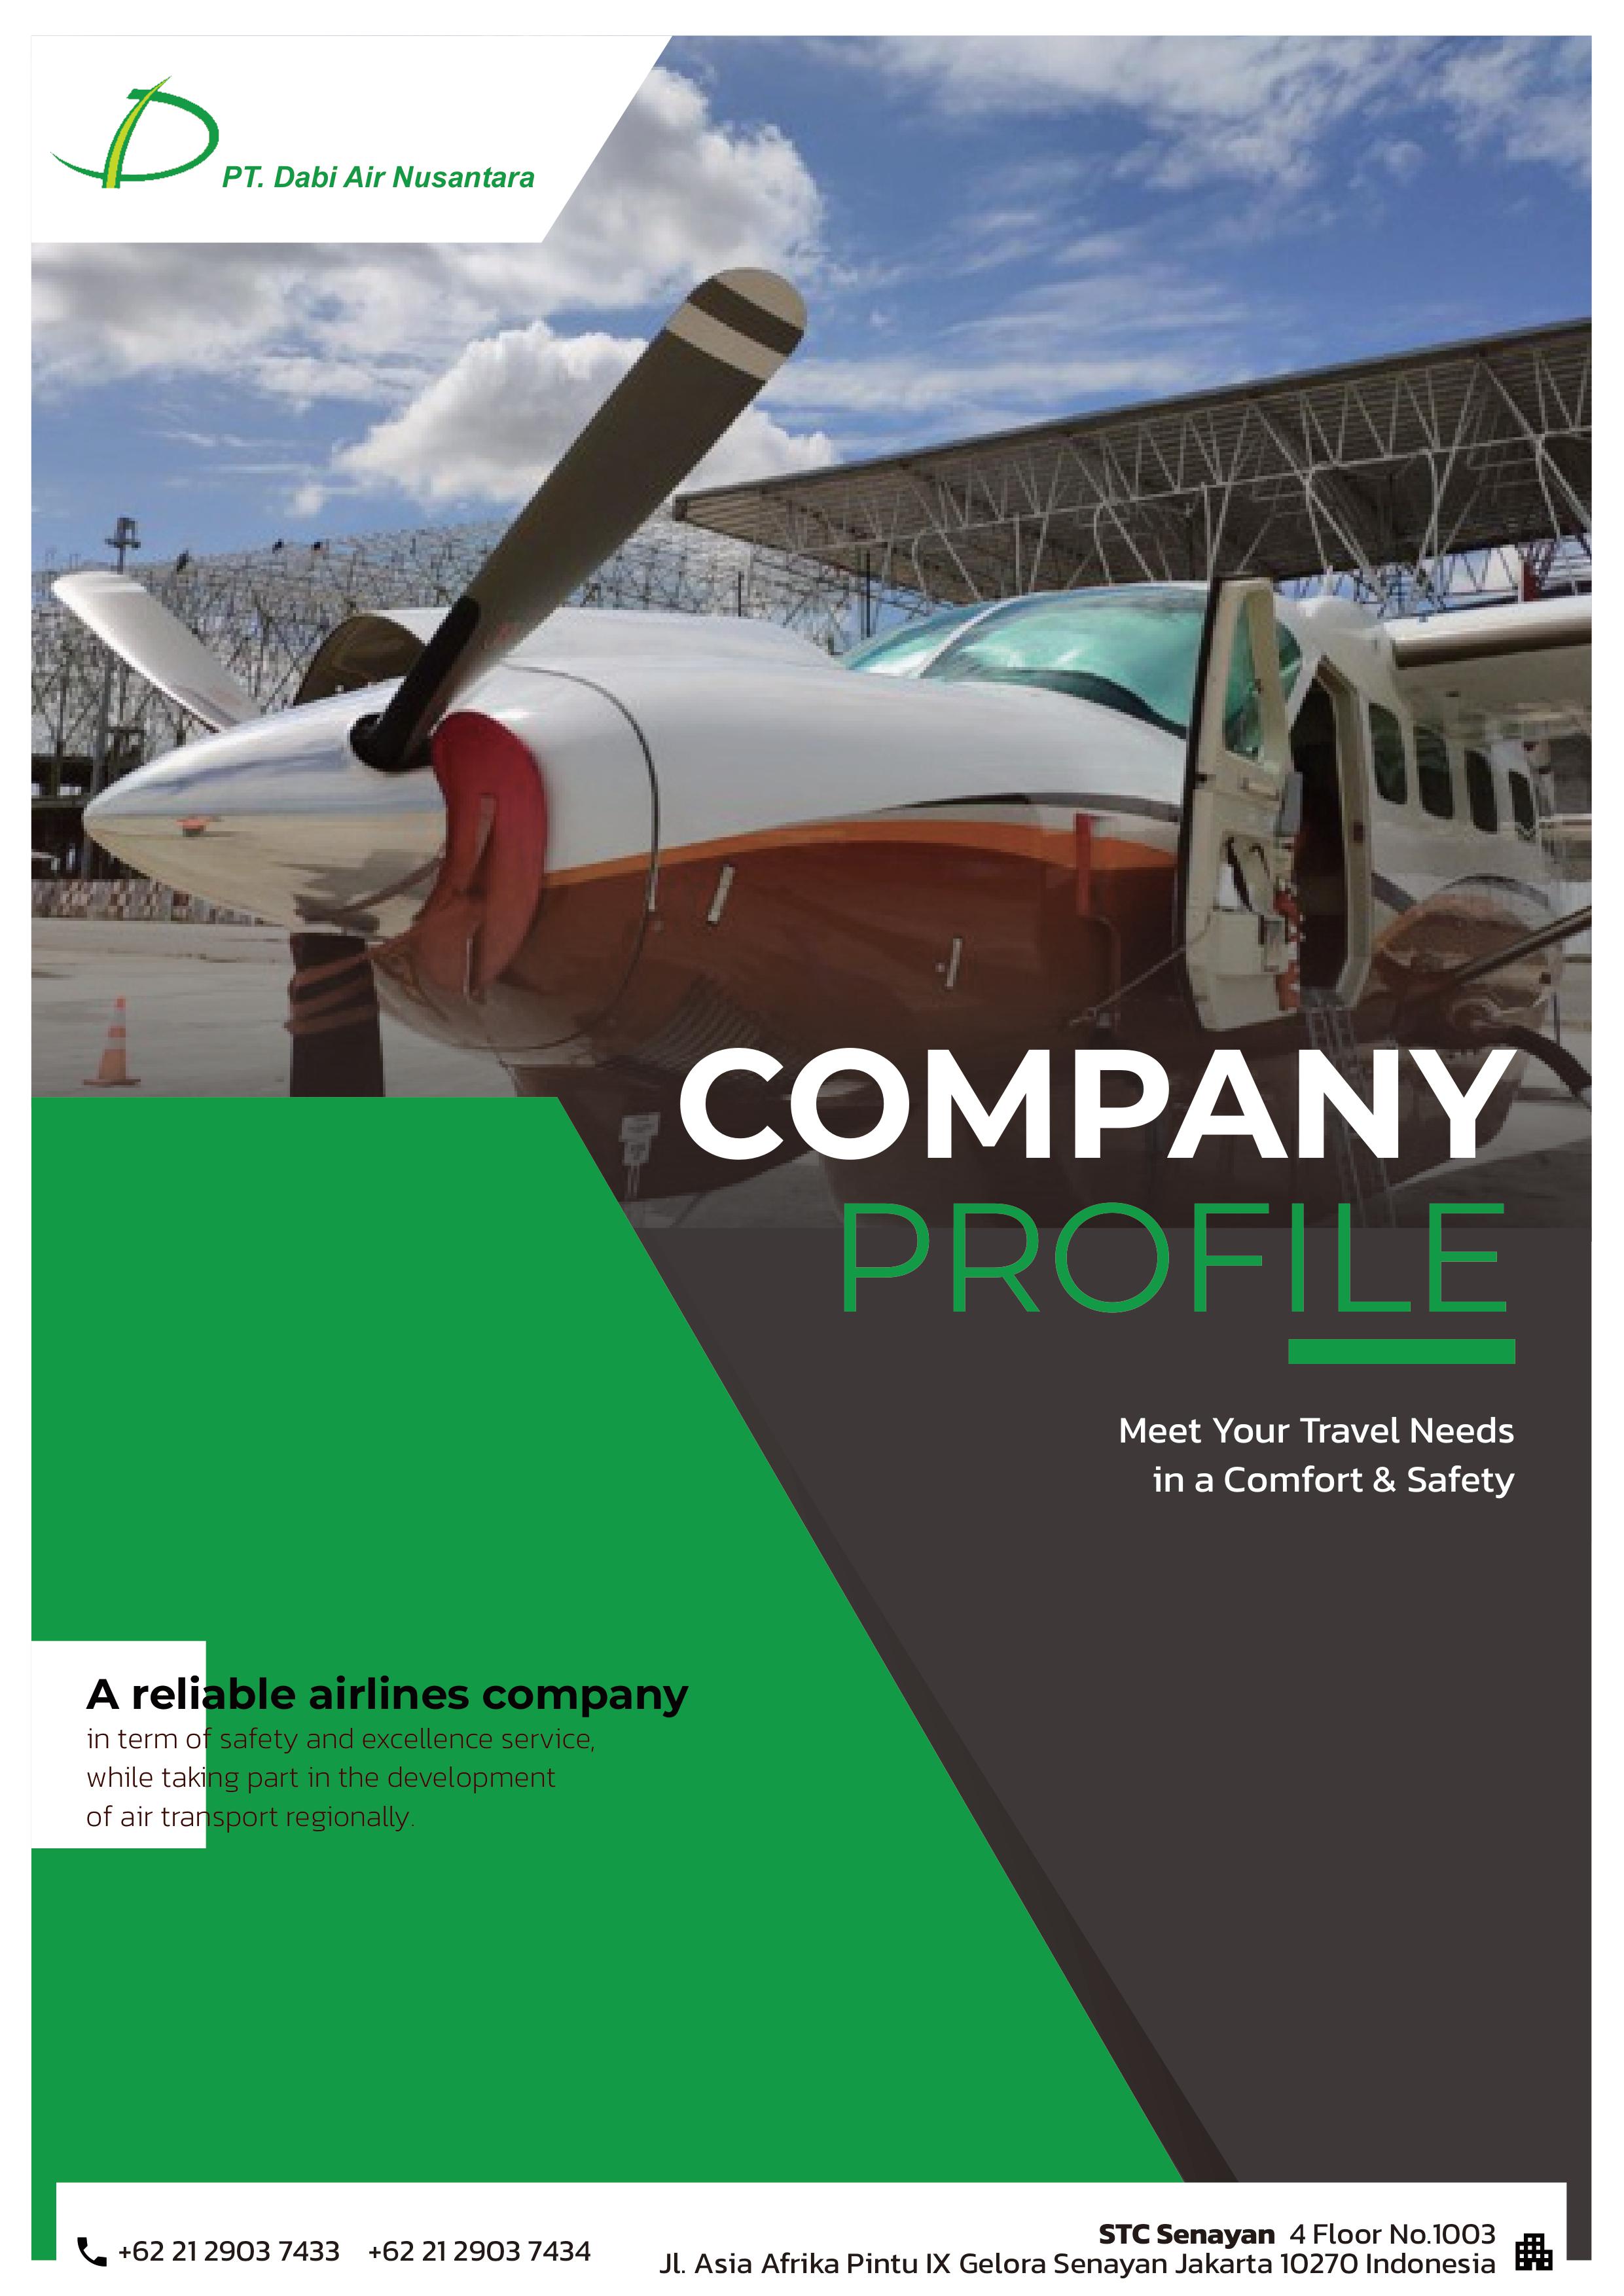 PT. Dabi Air Nusantara
COMPANY
PROFILE
Meet Your Travel Needs
in a Comfort & Safety
A reliable airlines company
in term of safety and excellence service,
while taking part in the development
of air transport regionally.
+62 21 2903 7433 +62 21 2903 7434
STC Senayan 4 Floor No.1003
Jl. Asia Afrika Pintu IX Gelora Senayan Jakarta 10270 Indonesia